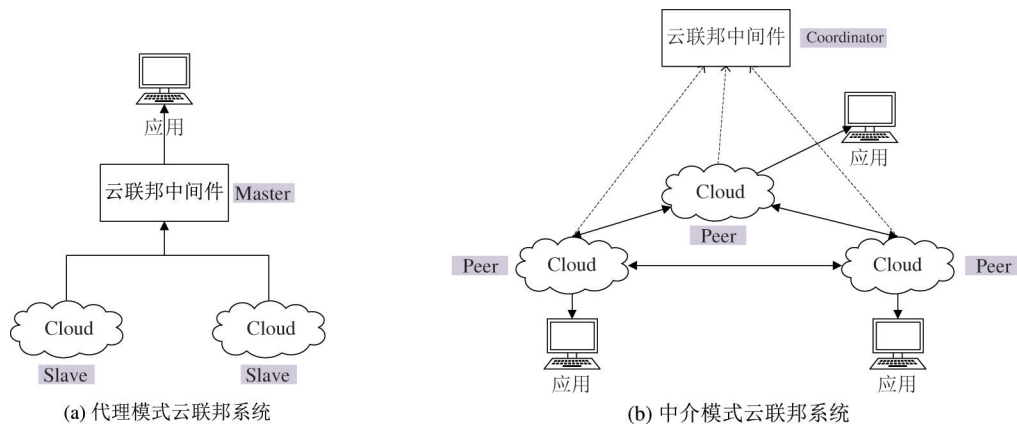 应用
云联邦中间件
Master
Cloud
Cloud
Slave
Slave
(a) 代理模式云联邦系统
云联邦中间件
Coordinator
应用
Cloud
Peer
Peer
Cloud
Cloud
Peer
应用
应用
(b) 中介模式云联邦系统